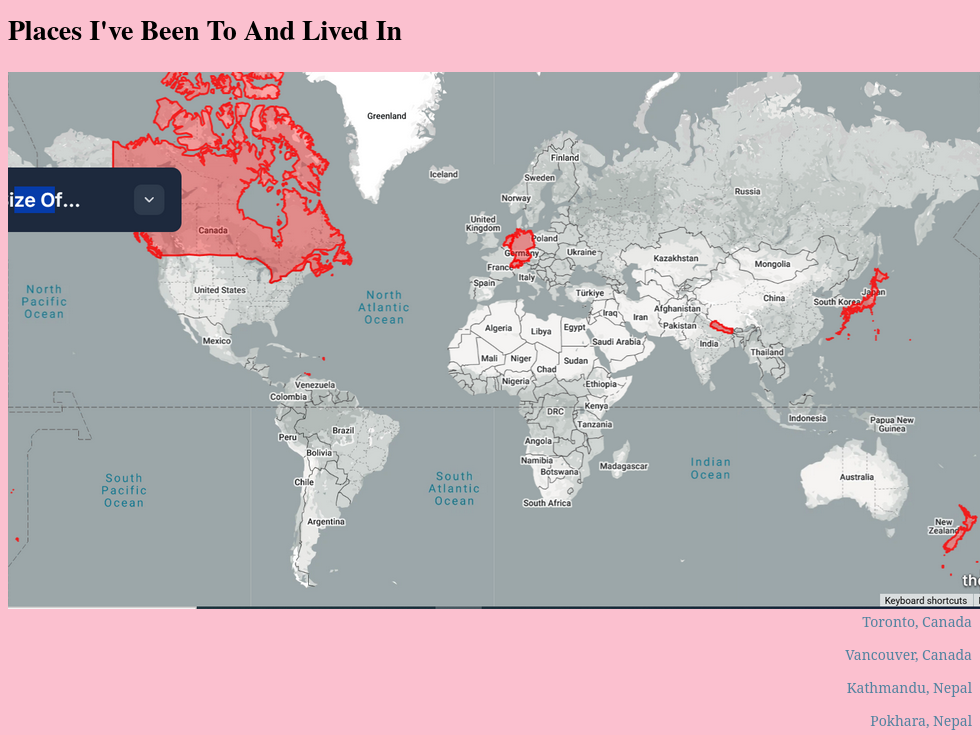 Places I've Been To And Lived In
Greenland
Iceland
Finland
Sweden
Norway
Russia
United
Kingdom
Poland
Canada
Germany
Ukraine
Kazakhstan
France
Mongolia
Italy
Spain
United States
Türkiye
China
South Korea
Japan
North
Pacific
Ocean
North
Atlantic
Ocean
Iraq
Iran
Afghanistan
Pakistan
Algeria
Libya
Egypt
Saudi Arabia
India
Mexico
Mali
Niger
Chad
Sudan
Thailand
Venezuela
Nigeria
Ethiopia
Colombia
Kenya
DRC
Indonesia
Papua New
Guinea
Peru
Brazil
Tanzania
Angola
Bolivia
Namibia
Botswana
Madagascar
Chile
South Africa
Argentina
Australia
New
Zealand
South
Pacific
Ocean
South
Atlantic
Ocean
Indian
Ocean
ize Of...
Keyboard shortcuts
Toronto, Canada
Vancouver, Canada
Kathmandu, Nepal
Pokhara, Nepal